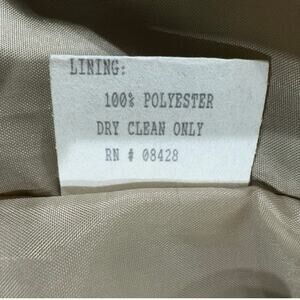 LINING:
100% POLYESTER
DRY CLEAN ONLY
RN # 08428